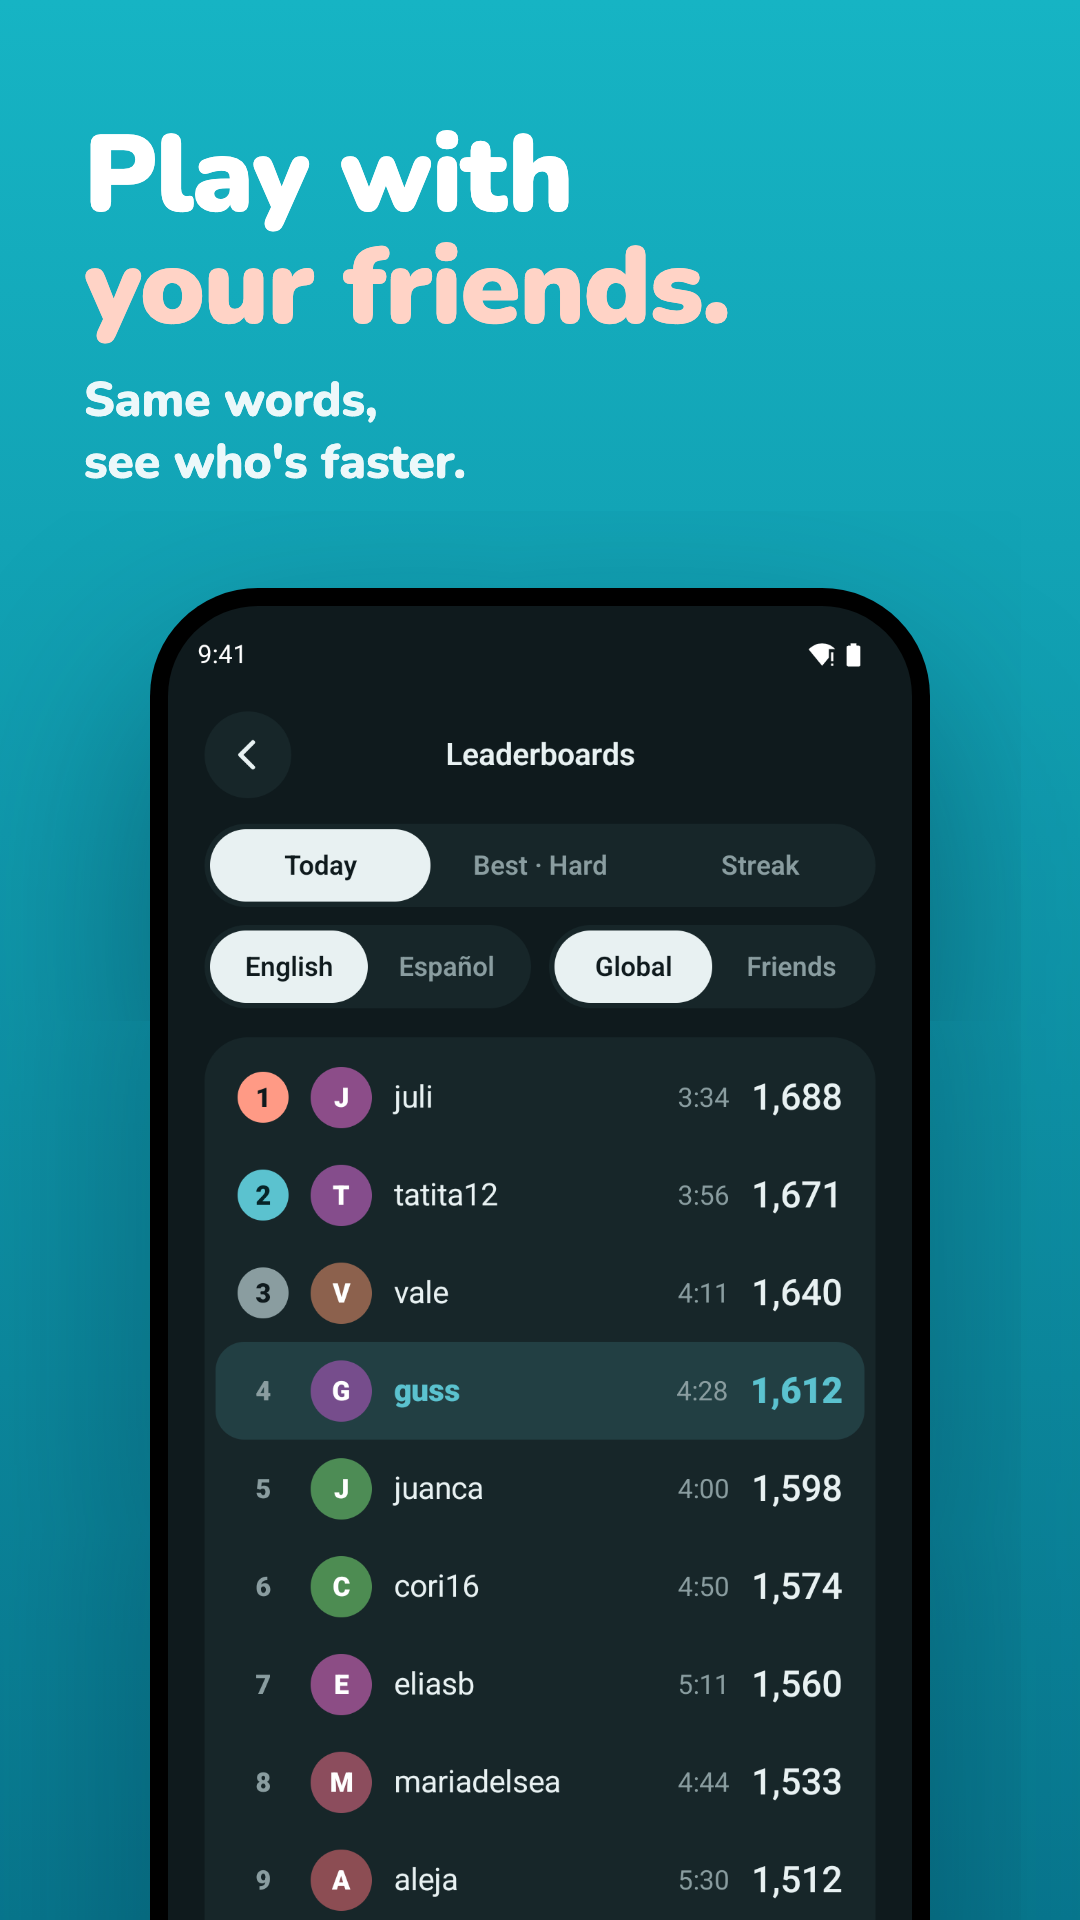 Play with
your friends.
Same words,
see who's faster.
9:41
Leaderboards
Today Best · Hard Streak
English Español Global Friends
1 J juli 3:34 1,688
2 T tatita12 3:56 1,671
3 V vale 4:11 1,640
4 G guss 4:28 1,612
5 J juanca 4:00 1,598
6 C cori16 4:50 1,574
7 E eliasb 5:11 1,560
8 M mariadelsea 4:44 1,533
9 A aleja 5:30 1,512